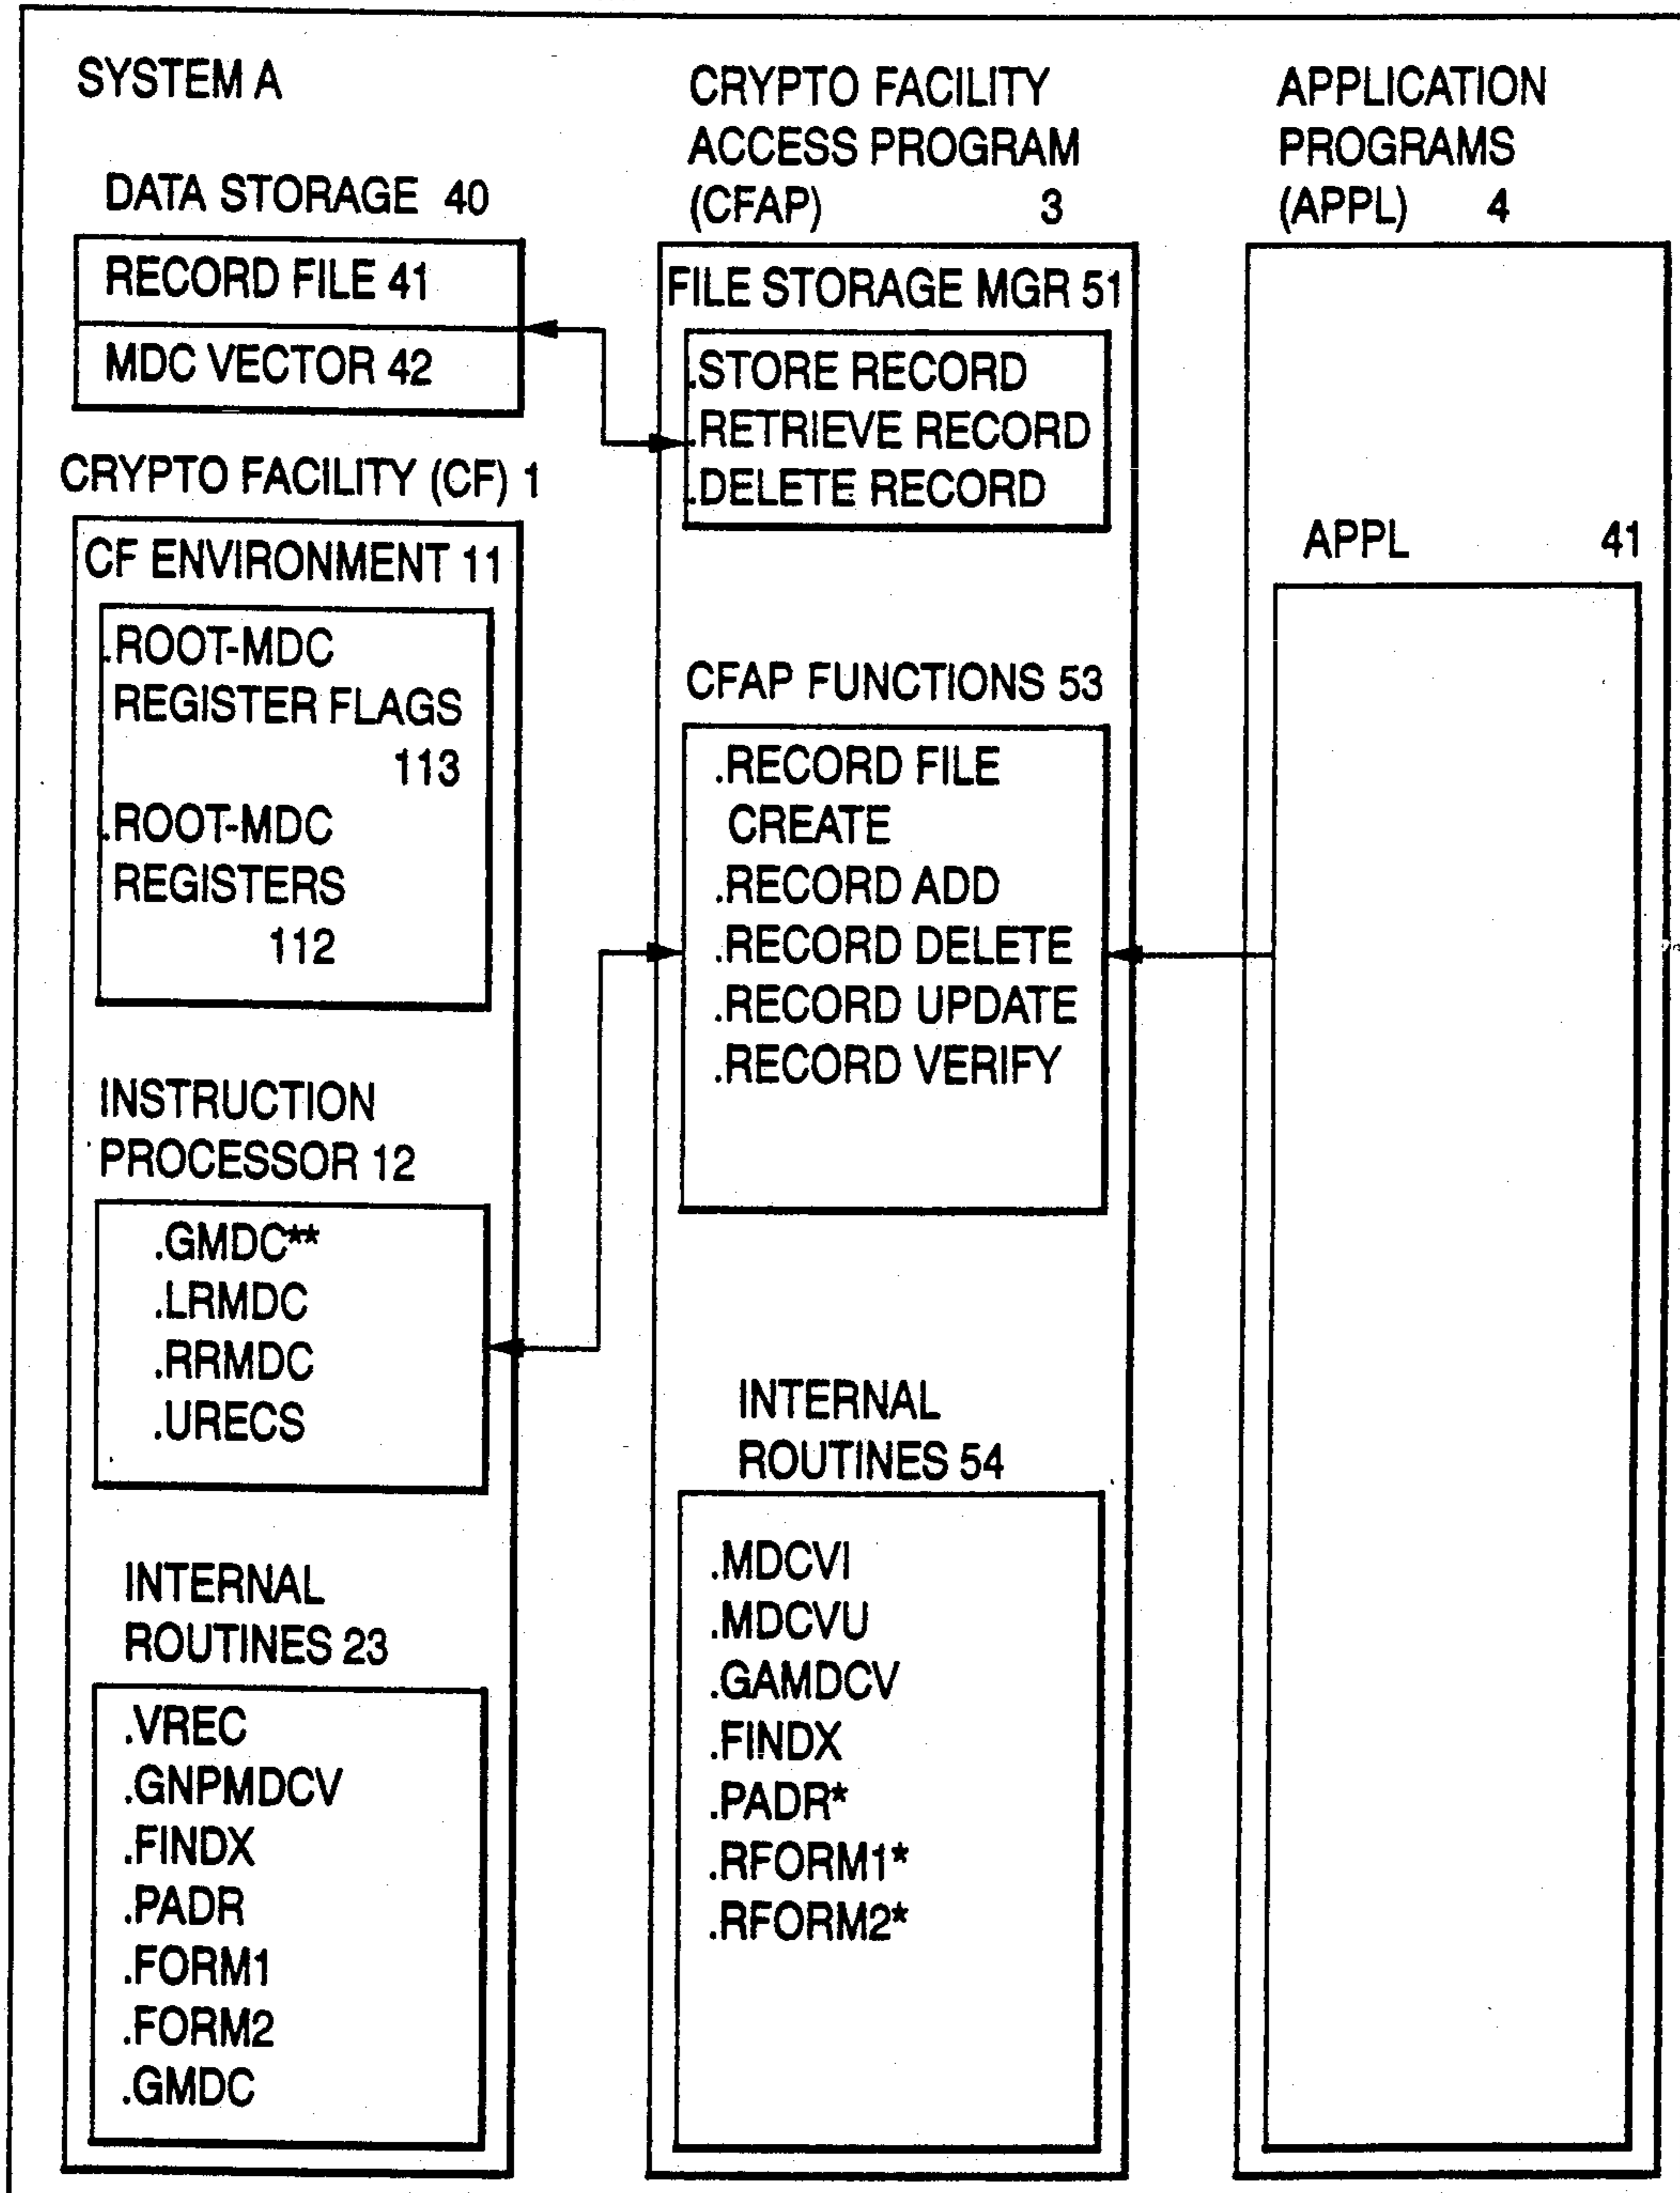 SYSTEM A
DATA STORAGE 40
RECORD FILE 41
MDC VECTOR 42
CRYPTO FACILITY (CF) 1
CF ENVIRONMENT 11
.ROOT-MDC
REGISTER FLAGS
113
.ROOT-MDC
REGISTERS
112
INSTRUCTION
PROCESSOR 12
.GMDC**
.LRMDC
.RRMDC
.URECS
INTERNAL
ROUTINES 23
.VREC
.GNPMDCV
.FINDX
.PADR
.FORM1
.FORM2
.GMDC
CRYPTO FACILITY
ACCESS PROGRAM
(CFAP) 3
FILE STORAGE MGR 51
.STORE RECORD
.RETRIEVE RECORD
.DELETE RECORD
CFAP FUNCTIONS 53
.RECORD FILE
CREATE
.RECORD ADD
.RECORD DELETE
.RECORD UPDATE
.RECORD VERIFY
INTERNAL
ROUTINES 54
.MDCVI
.MDCVU
.GAMDCV
.FINDX
.PADR*
.RFORM1*
.RFORM2*
APPLICATION
PROGRAMS
(APPL) 4
APPL 41